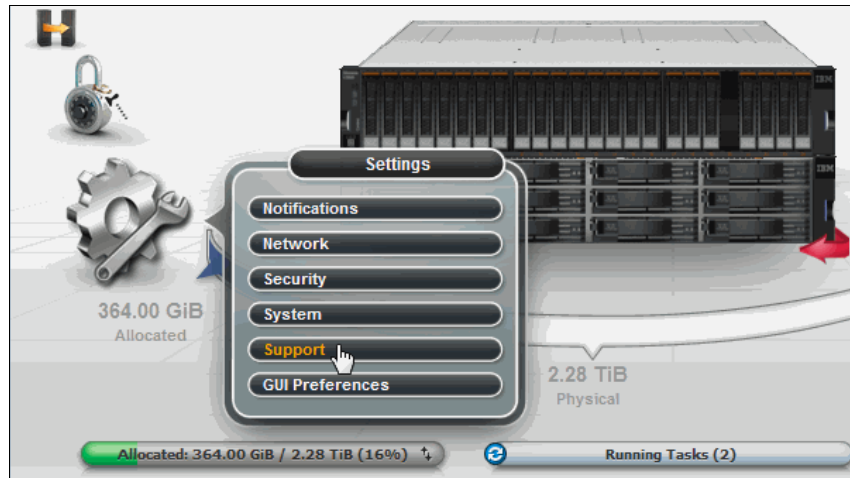 IBM
Settings
IBM
Notifications
Network
Security
System
364.00 GiB
Allocated
Support
2.28 TiB
Physical
GUI Preferences
Allocated: 364.00 GiB / 2.28 TiB (16%)
Running Tasks (2)